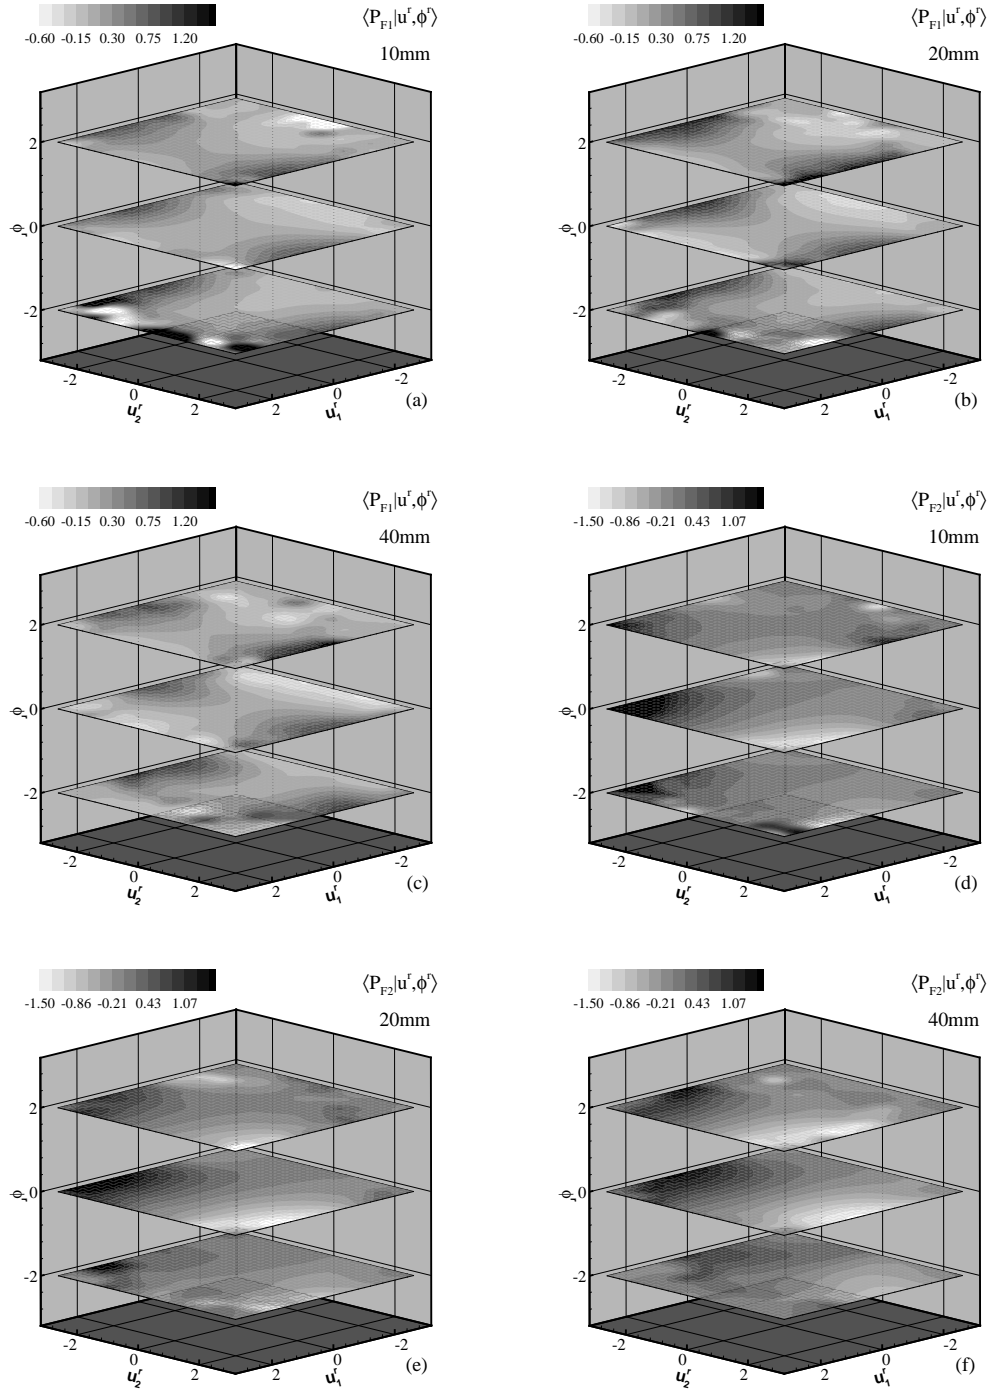 ⟨P_F1|u^r,ϕ^r⟩
-0.60 -0.15 0.30 0.75 1.20
10mm
2
ϕ^r 0
-2
-2 0 2
u_2^r
2 0 -2
u_1^r
(a)
⟨P_F1|u^r,ϕ^r⟩
-0.60 -0.15 0.30 0.75 1.20
20mm
2
ϕ^r 0
-2
-2 0 2
u_2^r
2 0 -2
u_1^r
(b)
⟨P_F1|u^r,ϕ^r⟩
-0.60 -0.15 0.30 0.75 1.20
40mm
2
ϕ^r 0
-2
-2 0 2
u_2^r
2 0 -2
u_1^r
(c)
⟨P_F2|u^r,ϕ^r⟩
-1.50 -0.86 -0.21 0.43 1.07
10mm
2
ϕ^r 0
-2
-2 0 2
u_2^r
2 0 -2
u_1^r
(d)
⟨P_F2|u^r,ϕ^r⟩
-1.50 -0.86 -0.21 0.43 1.07
20mm
2
ϕ^r 0
-2
-2 0 2
u_2^r
2 0 -2
u_1^r
(e)
⟨P_F2|u^r,ϕ^r⟩
-1.50 -0.86 -0.21 0.43 1.07
40mm
2
ϕ^r 0
-2
-2 0 2
u_2^r
2 0 -2
u_1^r
(f)